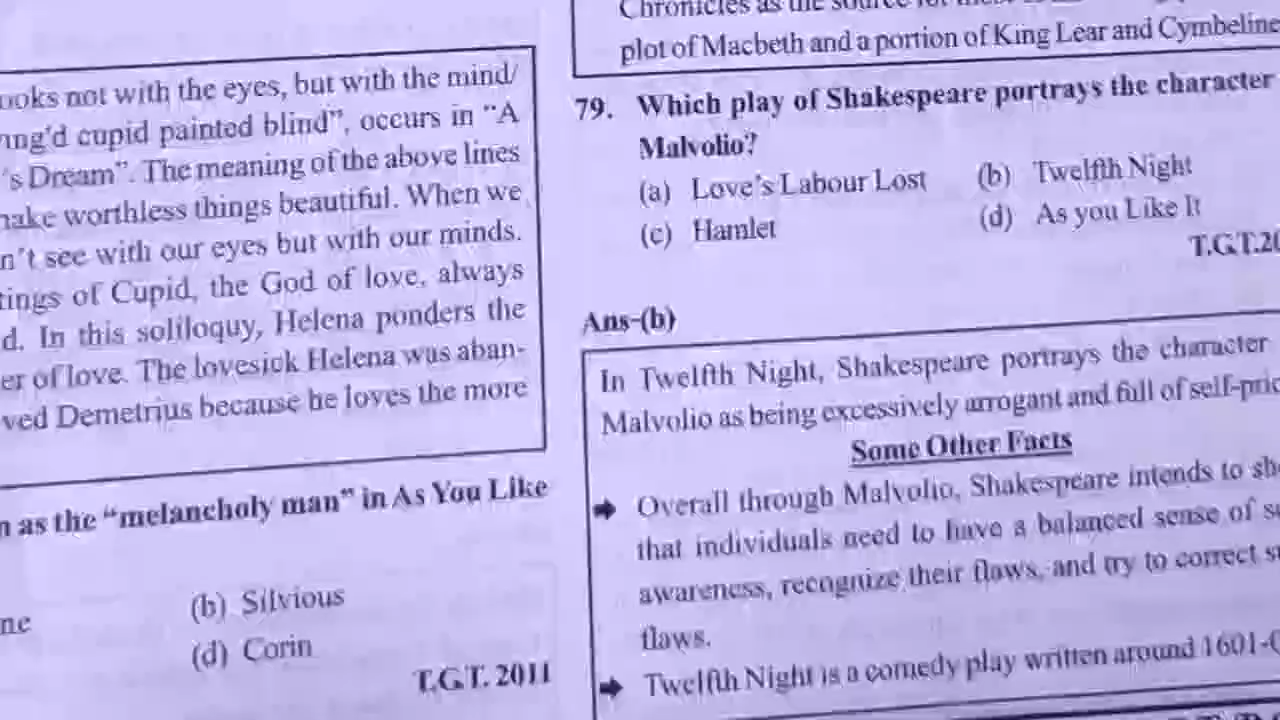 ooks not with the eyes, but with the mind/
ing'd cupid painted blind", occurs in "A
's Dream". The meaning of the above lines
make worthless things beautiful. When we
n't see with our eyes but with our minds.
tings of Cupid, the God of love, always
d. In this soliloquy, Helena ponders the
er of love. The lovesick Helena was aban-
ved Demetrius because he loves the more
n as the "melancholy man" in As You Like
ne
(b) Silvious
(d) Corin
T.G.T. 2011
Chronicles as the source for
plot of Macbeth and a portion of King Lear and Cymbeline
79. Which play of Shakespeare portrays the character
Malvolio?
(a) Love's Labour Lost (b) Twelfth Night
(c) Hamlet (d) As you Like It
T.G.T.20
Ans-(b)
In Twelfth Night, Shakespeare portrays the character
Malvolio as being excessively arrogant and full of self-pric
Some Other Facts
➡ Overall through Malvolio, Shakespeare intends to sh
that individuals need to have a balanced sense of se
awareness, recognize their flaws, and try to correct
flaws.
➡ Twelfth Night is a comedy play written around 1601-0